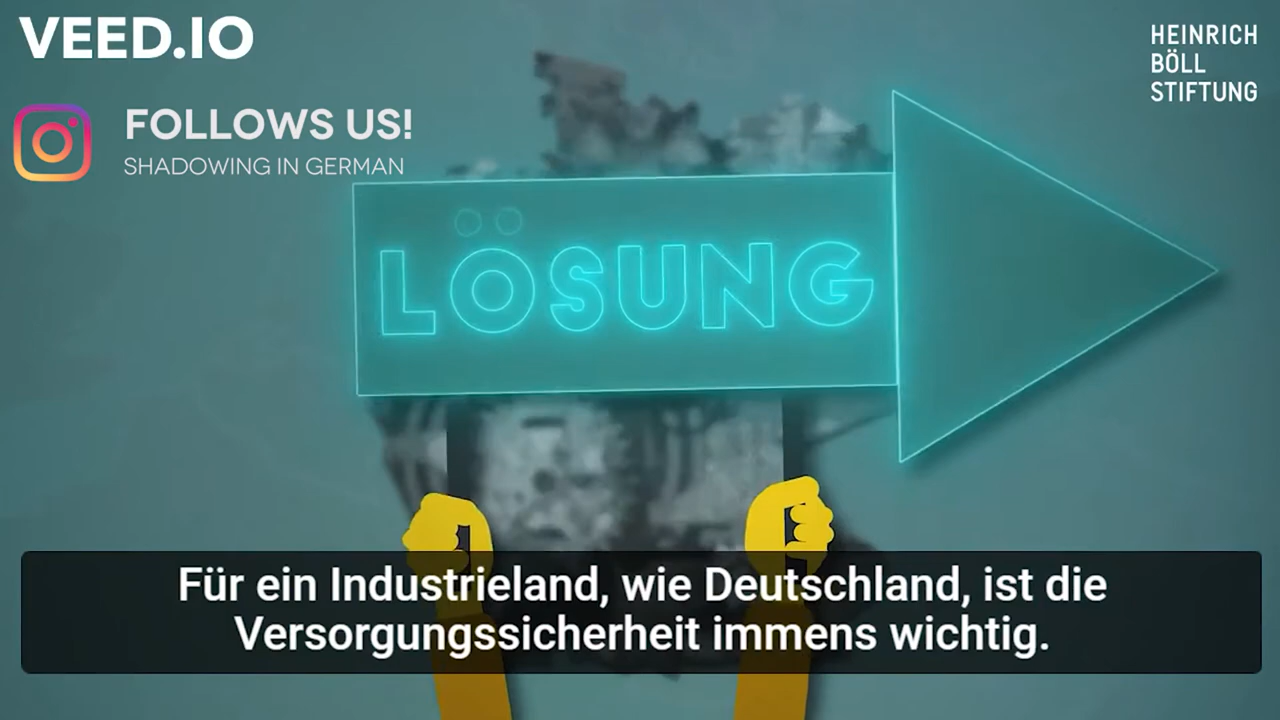 VEED.IO
HEINRICH
BÖLL
STIFTUNG
FOLLOWS US!
SHADOWING IN GERMAN
LÖSUNG
Für ein Industrieland, wie Deutschland, ist die
Versorgungssicherheit immens wichtig.